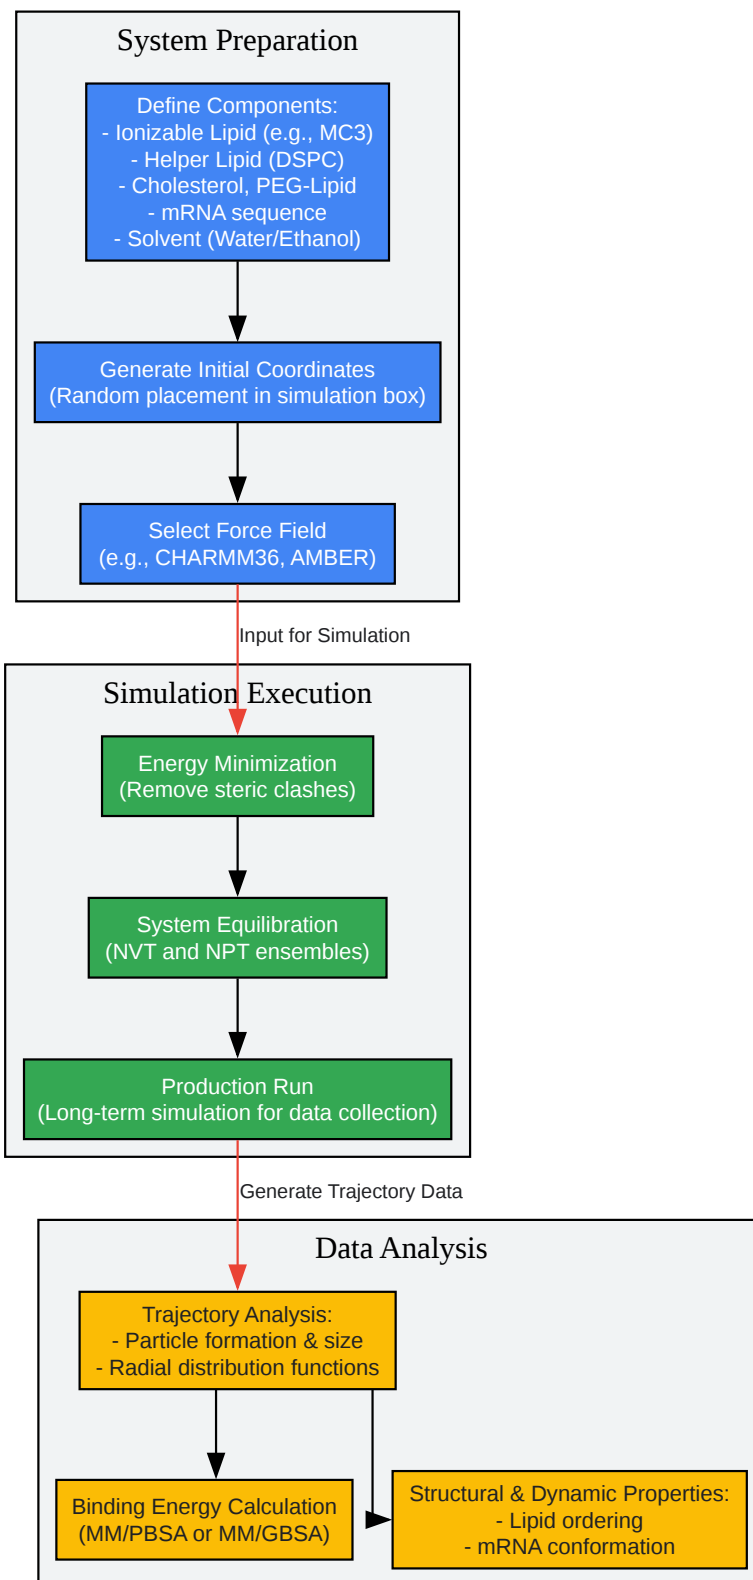 System Preparation
Define Components:
- Ionizable Lipid (e.g., MC3)
- Helper Lipid (DSPC)
- Cholesterol, PEG-Lipid
- mRNA sequence
- Solvent (Water/Ethanol)
Generate Initial Coordinates
(Random placement in simulation box)
Select Force Field
(e.g., CHARMM36, AMBER)
Input for Simulation
Simulation Execution
Energy Minimization
(Remove steric clashes)
System Equilibration
(NVT and NPT ensembles)
Production Run
(Long-term simulation for data collection)
Generate Trajectory Data
Data Analysis
Trajectory Analysis:
- Particle formation & size
- Radial distribution functions
Binding Energy Calculation
(MM/PBSA or MM/GBSA)
Structural & Dynamic Properties:
- Lipid ordering
- mRNA conformation